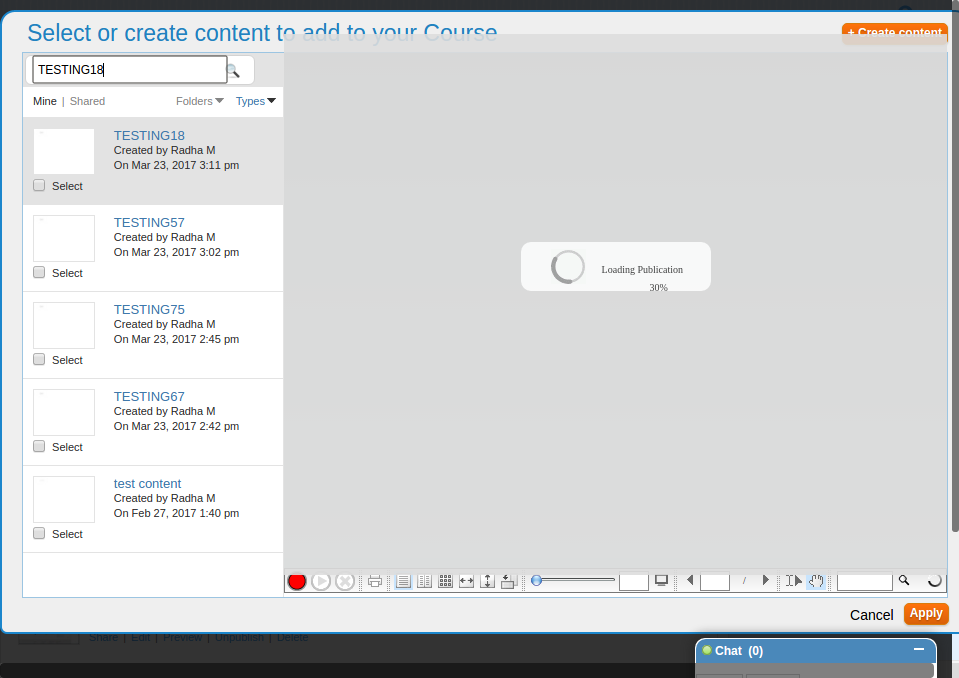 Select or create content to add to your Course
+ Create content
TESTING18
Mine | Shared
Folders
Types
TESTING18
Created by Radha M
On Mar 23, 2017 3:11 pm
Select
TESTING57
Created by Radha M
On Mar 23, 2017 3:02 pm
Select
TESTING75
Created by Radha M
On Mar 23, 2017 2:45 pm
Select
TESTING67
Created by Radha M
On Mar 23, 2017 2:42 pm
Select
test content
Created by Radha M
On Feb 27, 2017 1:40 pm
Select
Loading Publication
30%
/
Cancel
Apply
Share | Edit | Preview | Unpublish | Delete
Chat (0)